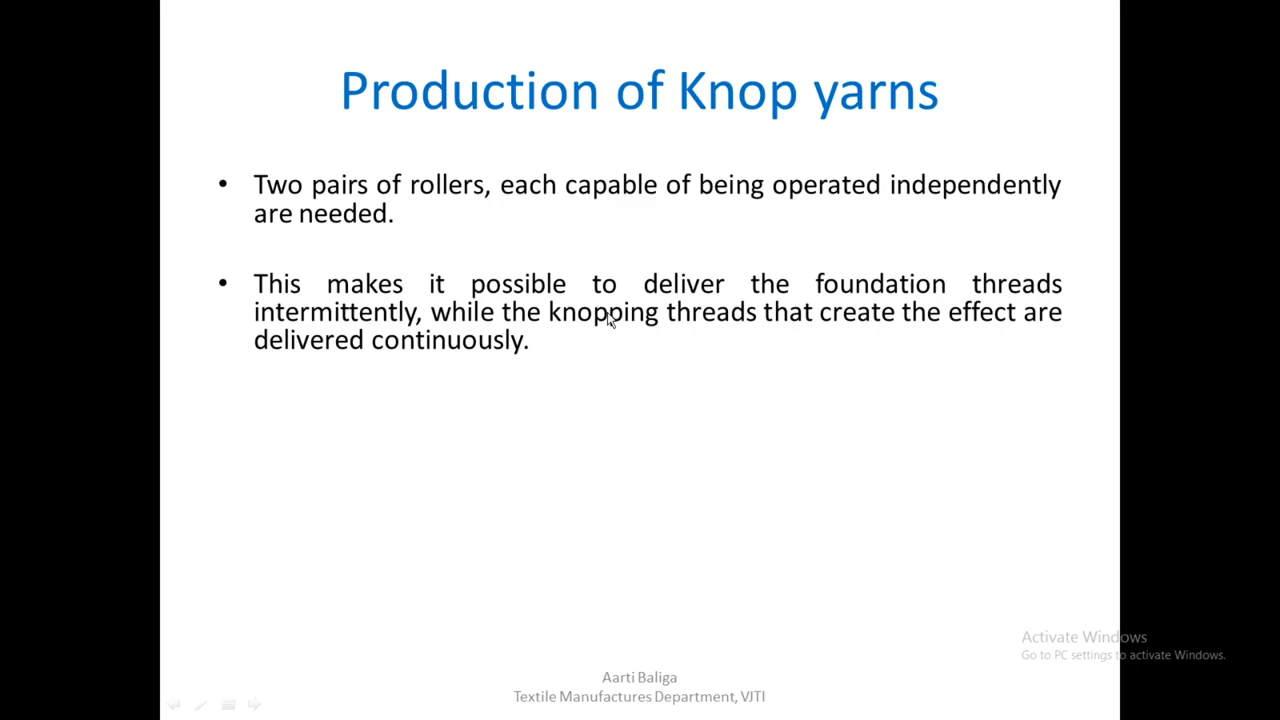 Production of Knop yarns
• Two pairs of rollers, each capable of being operated independently
are needed.
• This makes it possible to deliver the foundation threads
intermittently, while the knopping threads that create the effect are
delivered continuously.
Activate Windows
Go to PC settings to activate Windows.
Aarti Baliga
Textile Manufactures Department, VJTI